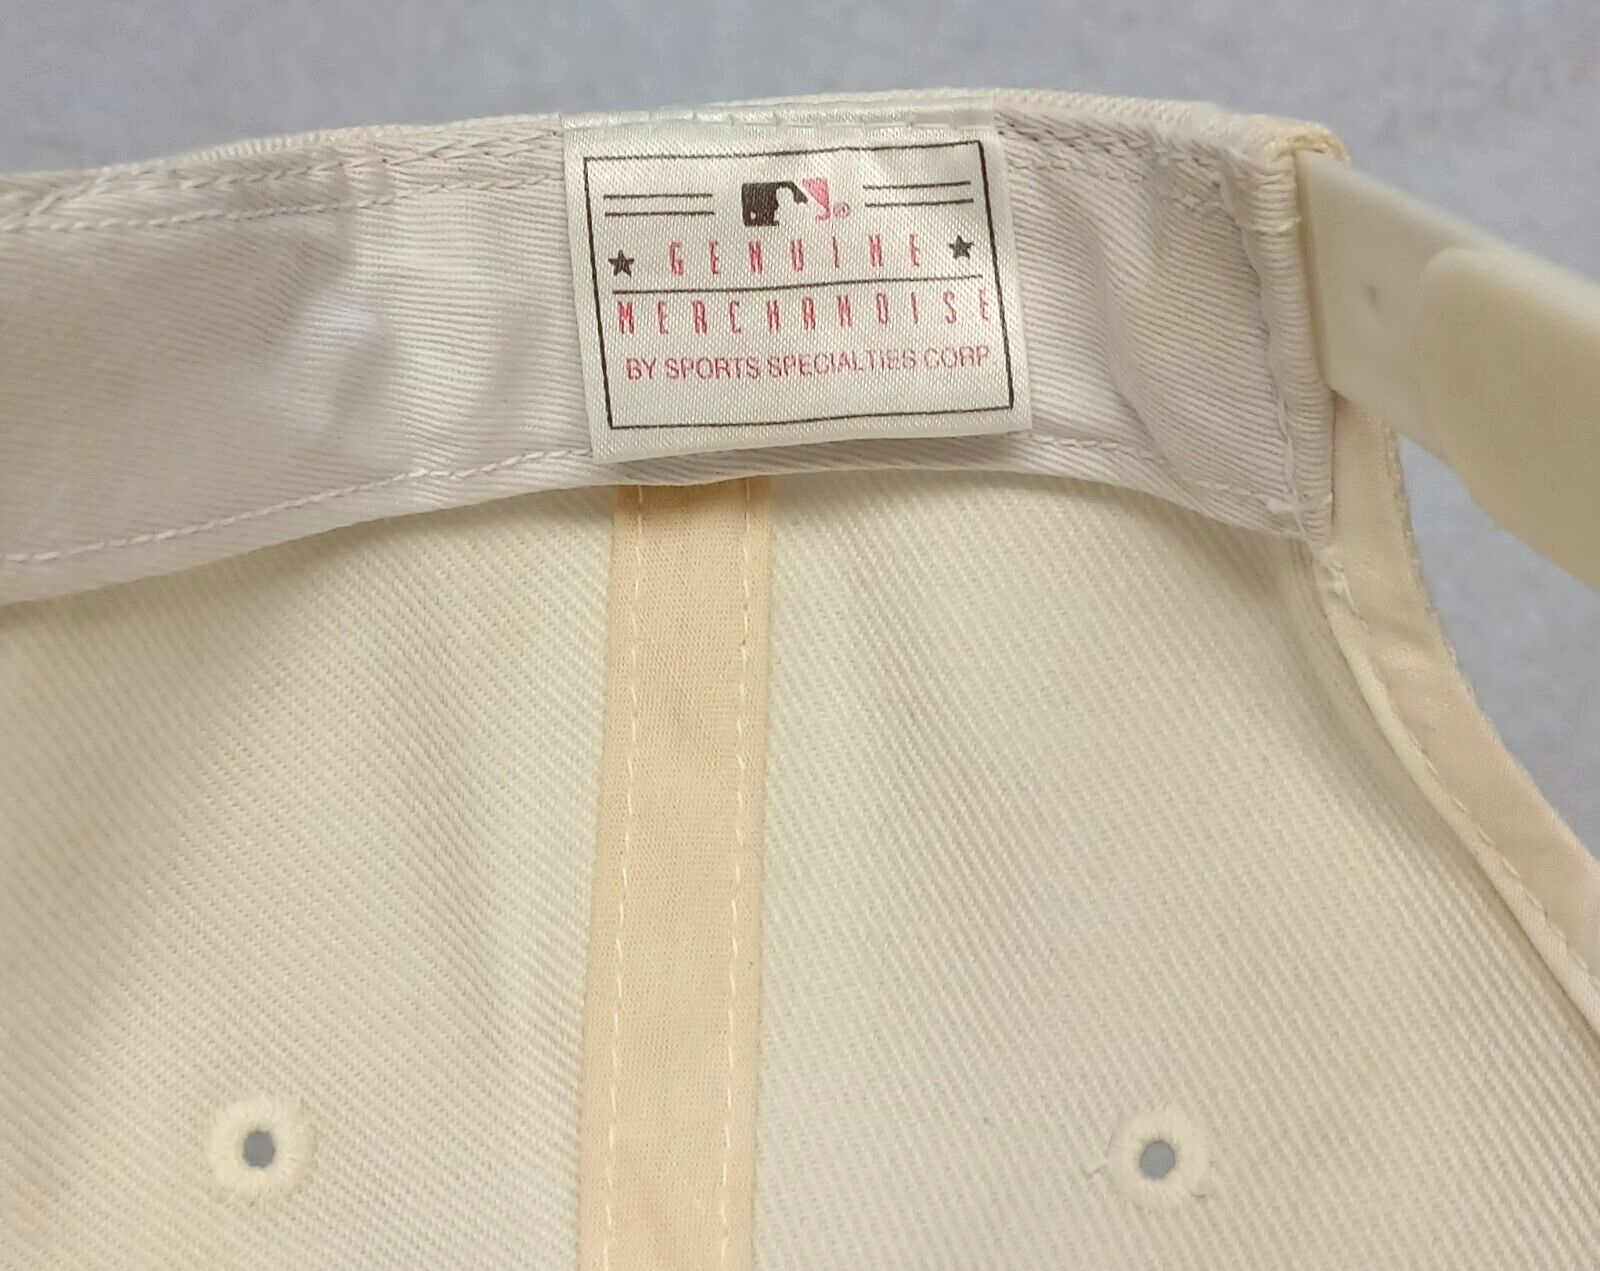 GENUINE
MERCHANDISE
BY SPORTS SPECIALTIES CORP